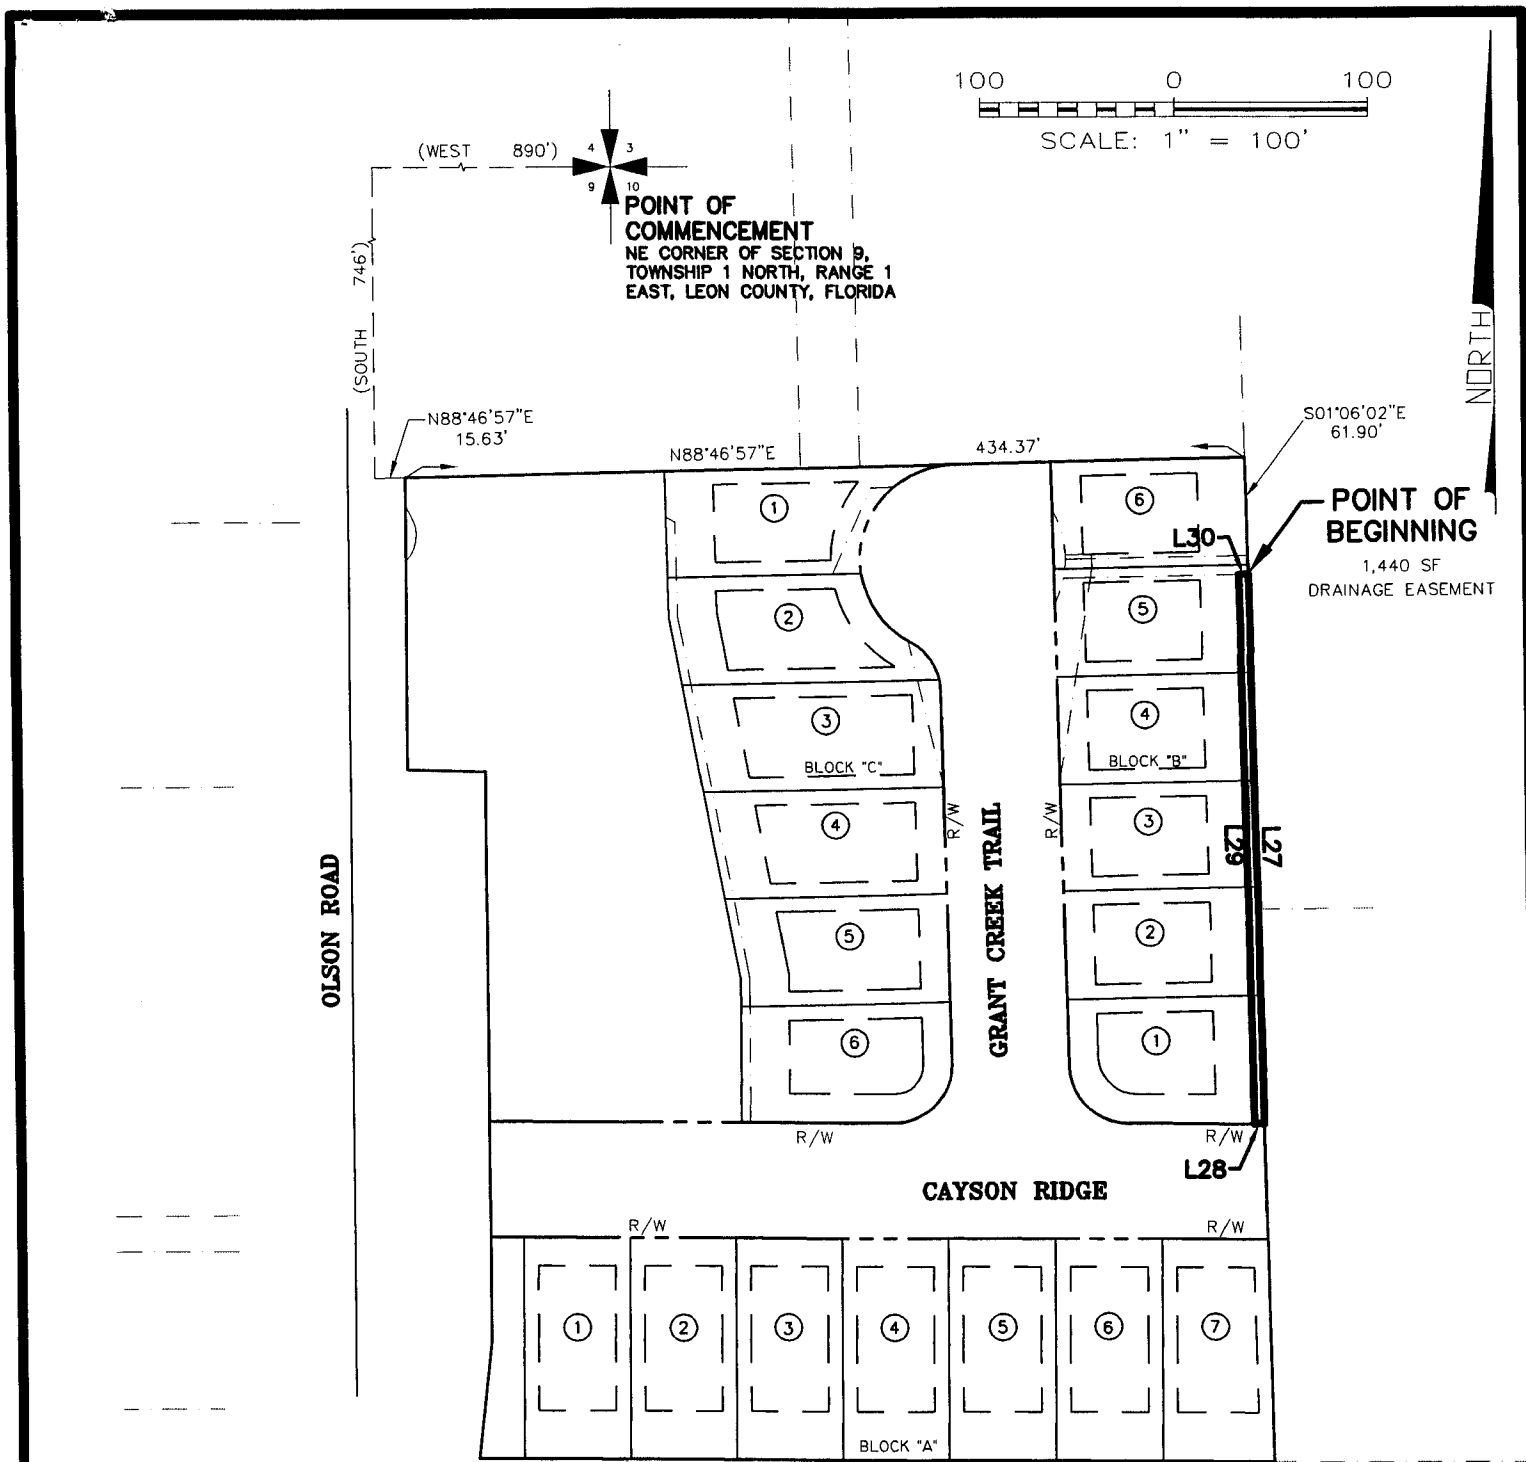 100 0 100
SCALE: 1" = 100'
(WEST 890')
4 3
9 10
POINT OF
COMMENCEMENT
NE CORNER OF SECTION 9,
TOWNSHIP 1 NORTH, RANGE 1
EAST, LEON COUNTY, FLORIDA
(SOUTH 746')
NORTH
N88°46'57"E
15.63'
N88°46'57"E
434.37'
S01°06'02"E
61.90'
POINT OF
BEGINNING
1,440 SF
DRAINAGE EASEMENT
L30
1
6
2
5
3
BLOCK "C"
4
BLOCK "B"
4
3
R/W
R/W
L29
L27
OLSON ROAD
GRANT CREEK TRAIL
5
2
6
1
R/W
R/W
L28
CAYSON RIDGE
R/W
R/W
1
2
3
4
5
6
7
BLOCK "A"